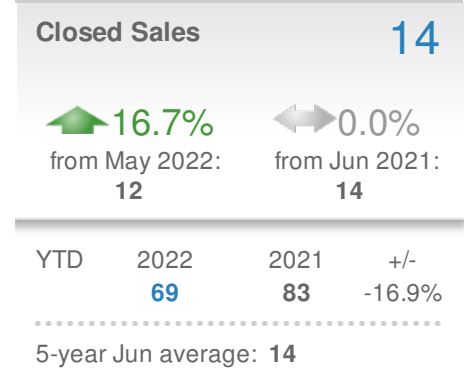 Closed Sales 14
16.7% 0.0%
from May 2022: from Jun 2021:
12 14
YTD 2022 2021 +/-
69 83 -16.9%
5-year Jun average: 14